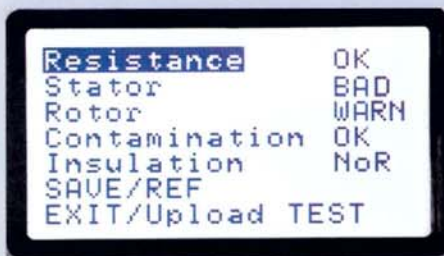 Resistance OK
Stator BAD
Rotor WARN
Contamination OK
Insulation NoR
SAVE/REF
EXIT/Upload TEST